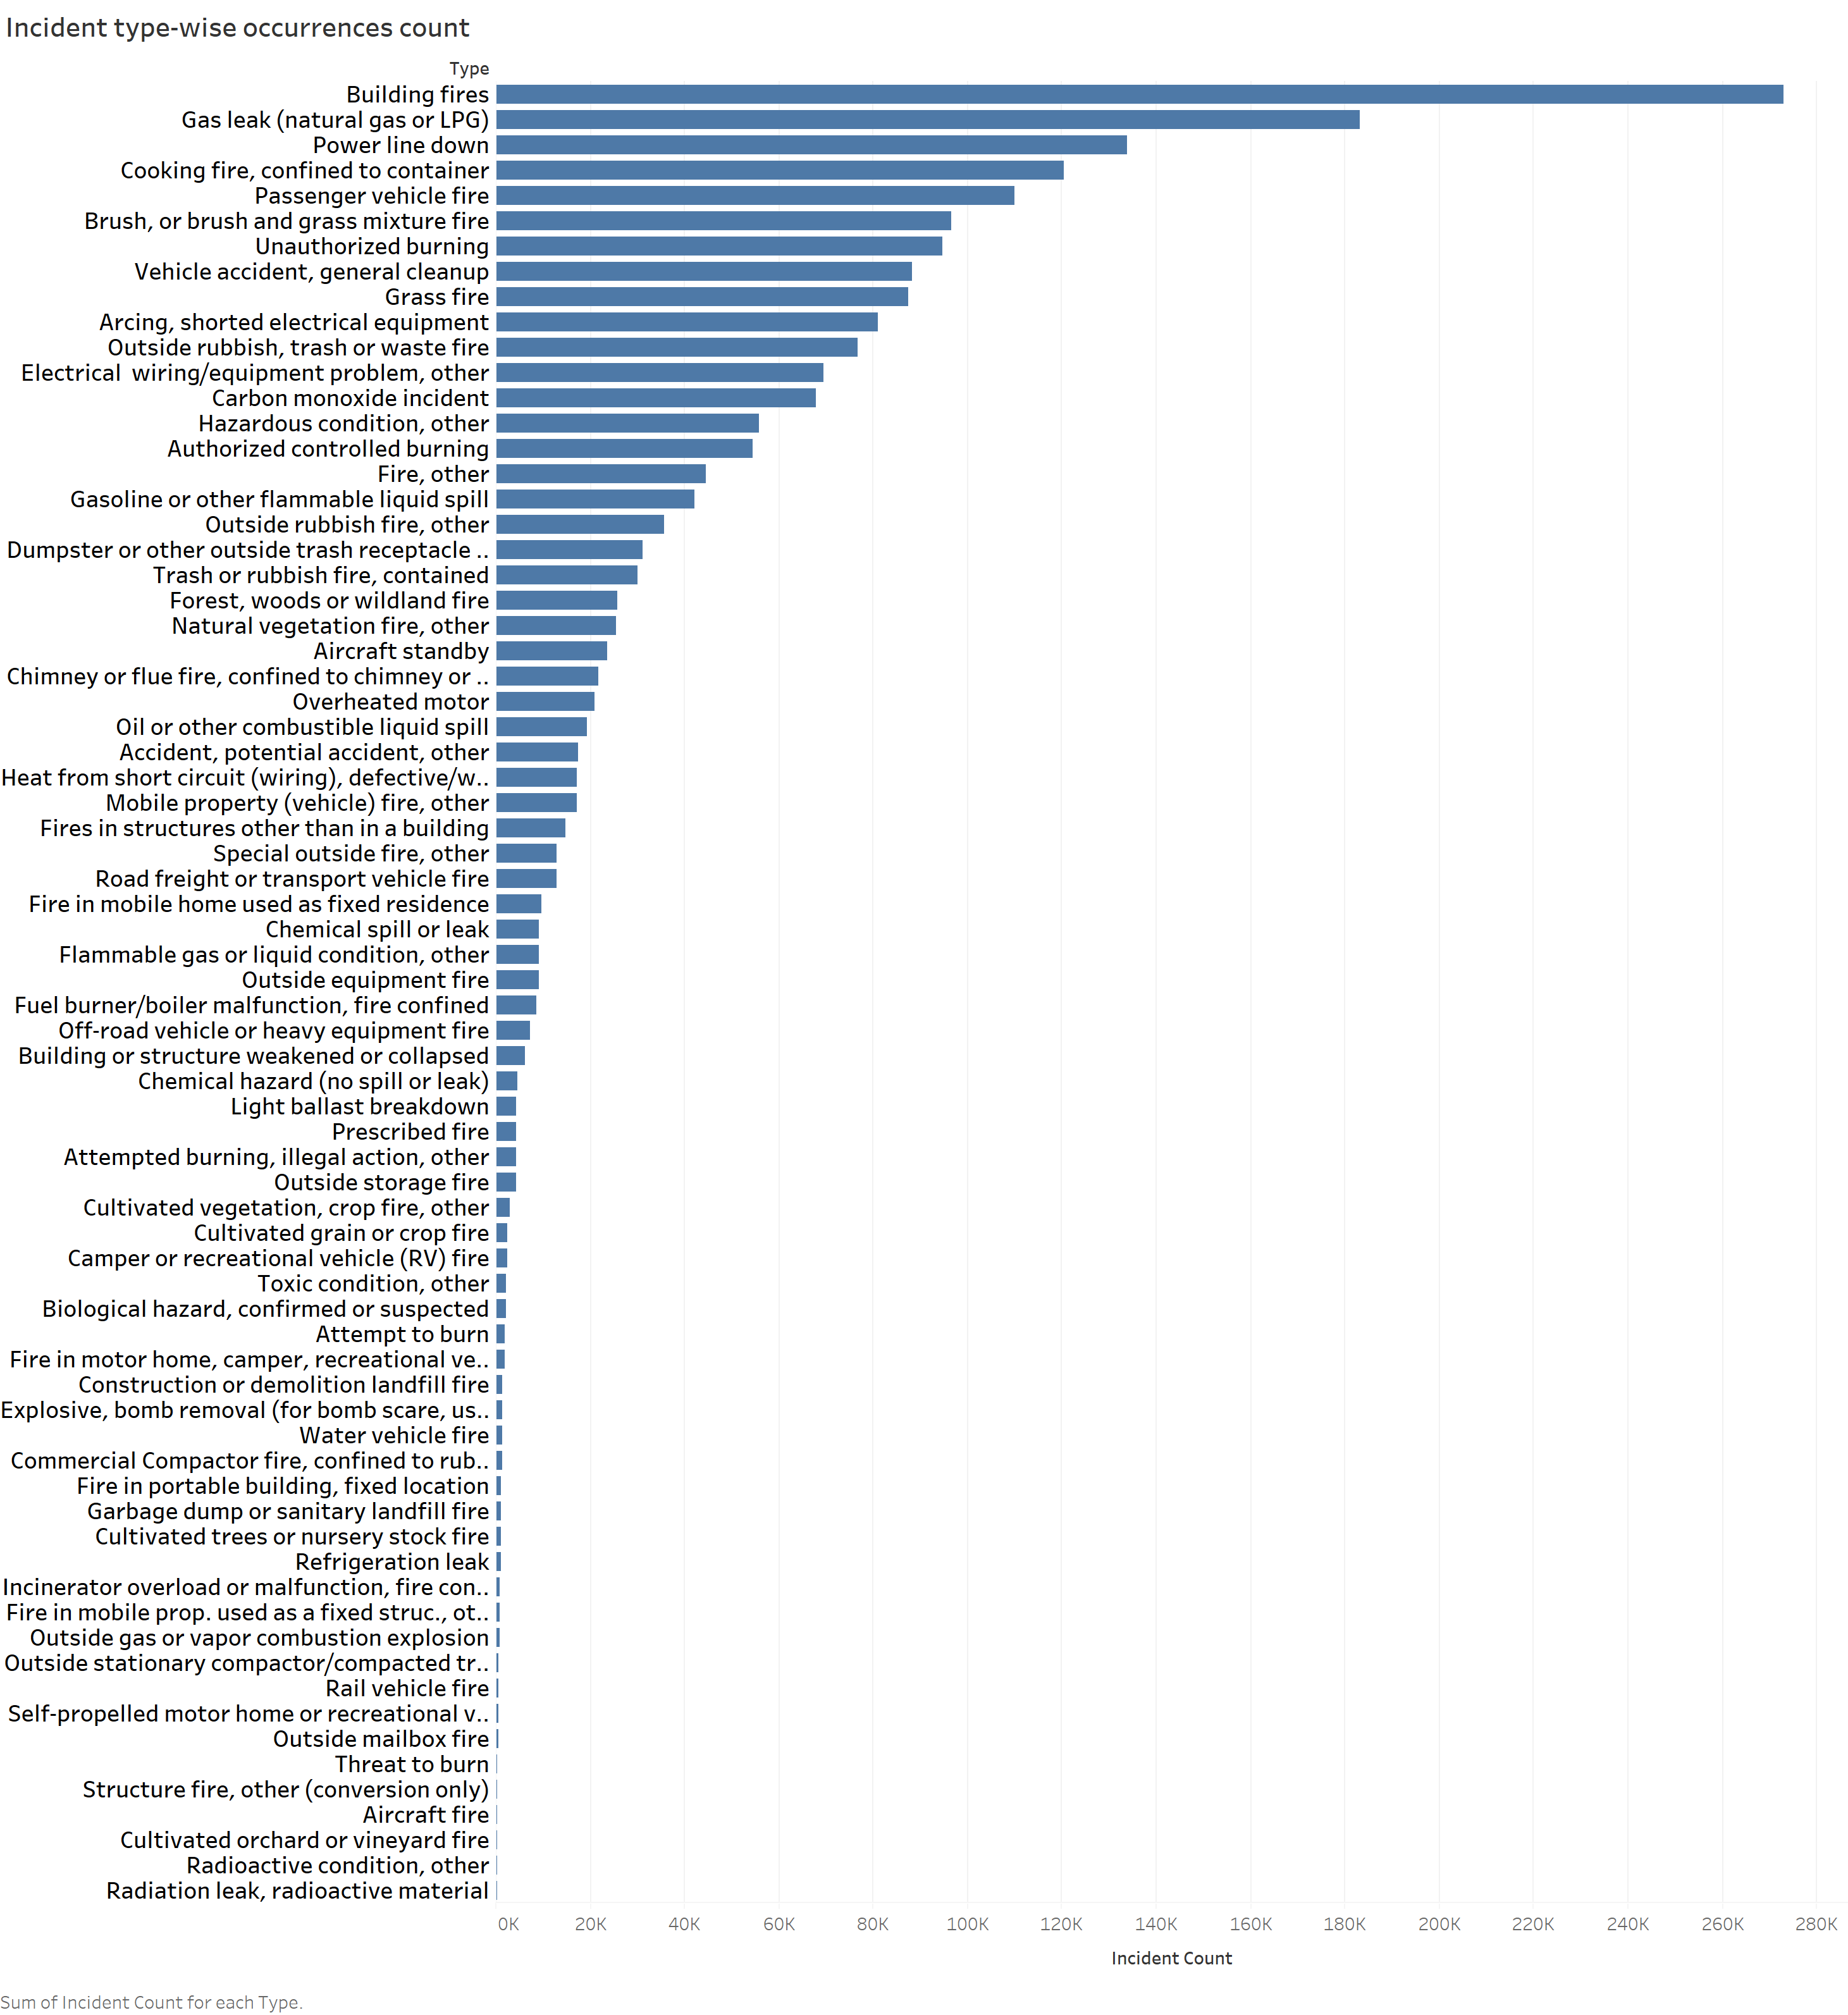 Incident type-wise occurrences count
Type
Building fires
Gas leak (natural gas or LPG)
Power line down
Cooking fire, confined to container
Passenger vehicle fire
Brush, or brush and grass mixture fire
Unauthorized burning
Vehicle accident, general cleanup
Grass fire
Arcing, shorted electrical equipment
Outside rubbish, trash or waste fire
Electrical  wiring/equipment problem, other
Carbon monoxide incident
Hazardous condition, other
Authorized controlled burning
Fire, other
Gasoline or other flammable liquid spill
Outside rubbish fire, other
Dumpster or other outside trash receptacle ..
Trash or rubbish fire, contained
Forest, woods or wildland fire
Natural vegetation fire, other
Aircraft standby
Chimney or flue fire, confined to chimney or ..
Overheated motor
Oil or other combustible liquid spill
Accident, potential accident, other
Heat from short circuit (wiring), defective/w..
Mobile property (vehicle) fire, other
Fires in structures other than in a building
Special outside fire, other
Road freight or transport vehicle fire
Fire in mobile home used as fixed residence
Chemical spill or leak
Flammable gas or liquid condition, other
Outside equipment fire
Fuel burner/boiler malfunction, fire confined
Off-road vehicle or heavy equipment fire
Building or structure weakened or collapsed
Chemical hazard (no spill or leak)
Light ballast breakdown
Prescribed fire
Attempted burning, illegal action, other
Outside storage fire
Cultivated vegetation, crop fire, other
Cultivated grain or crop fire
Camper or recreational vehicle (RV) fire
Toxic condition, other
Biological hazard, confirmed or suspected
Attempt to burn
Fire in motor home, camper, recreational ve..
Construction or demolition landfill fire
Explosive, bomb removal (for bomb scare, us..
Water vehicle fire
Commercial Compactor fire, confined to rub..
Fire in portable building, fixed location
Garbage dump or sanitary landfill fire
Cultivated trees or nursery stock fire
Refrigeration leak
Incinerator overload or malfunction, fire con..
Fire in mobile prop. used as a fixed struc., ot..
Outside gas or vapor combustion explosion
Outside stationary compactor/compacted tr..
Rail vehicle fire
Self-propelled motor home or recreational v..
Outside mailbox fire
Threat to burn
Structure fire, other (conversion only)
Aircraft fire
Cultivated orchard or vineyard fire
Radioactive condition, other
Radiation leak, radioactive material
0K 20K 40K 60K 80K 100K 120K 140K 160K 180K 200K 220K 240K 260K 280K
Incident Count
Sum of Incident Count for each Type.